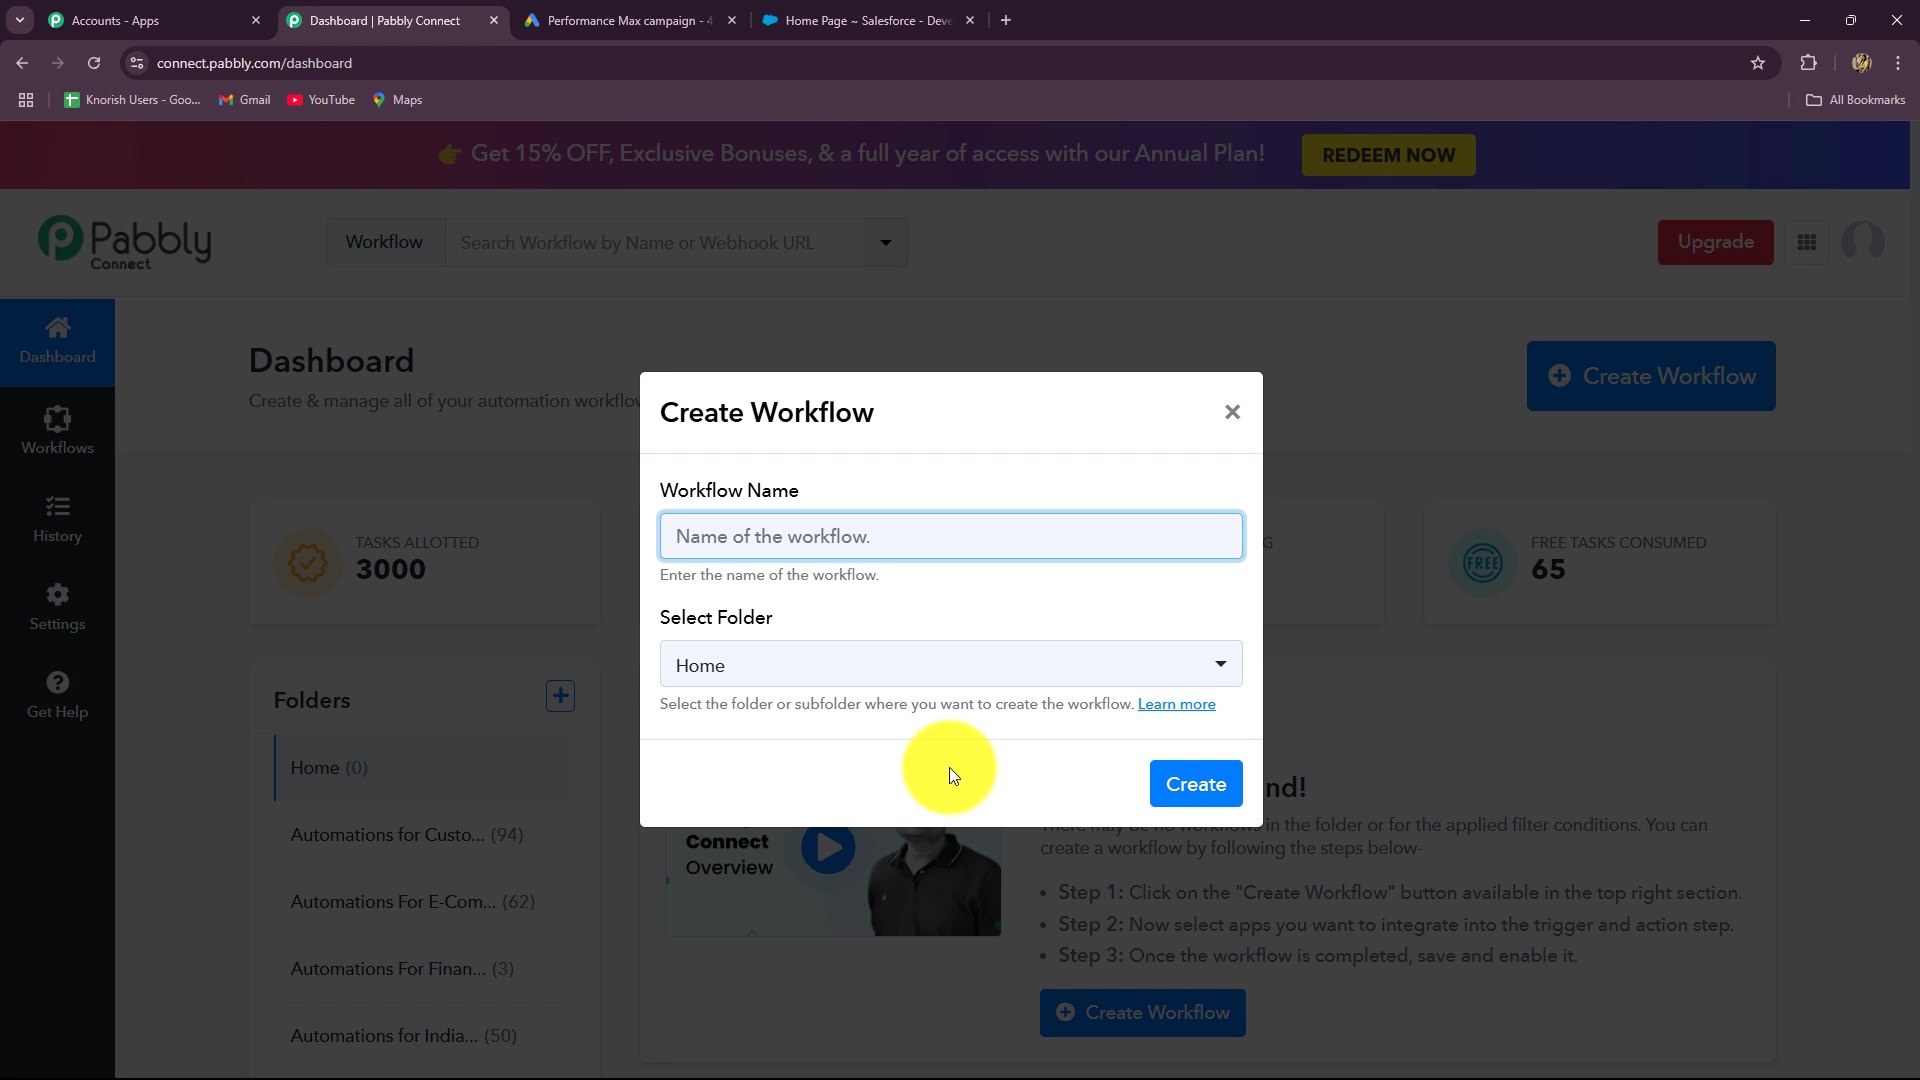 Accounts - Apps
Dashboard | Pabbly Connect
Performance Max campaign - 4
Home Page ~ Salesforce - Deve
connect.pabbly.com/dashboard
Knorish Users - Goo...
Gmail
YouTube
Maps
All Bookmarks
Get 15% OFF, Exclusive Bonuses, & a full year of access with our Annual Plan!
REDEEM NOW
Pabbly
Connect
Workflow
Search Workflow by Name or Webhook URL
Upgrade
Dashboard
Workflows
History
Settings
Get Help
Dashboard
Create & manage all of your automation workflow
Create Workflow
TASKS ALLOTTED
3000
G
FREE
FREE TASKS CONSUMED
65
Folders
Home (0)
Automations for Custo... (94)
Automations For E-Com... (62)
Automations For Finan... (3)
Automations for India... (50)
Create Workflow
Workflow Name
Name of the workflow.
Enter the name of the workflow.
Select Folder
Home
Select the folder or subfolder where you want to create the workflow. Learn more
Create
Connect
Overview
nd!
in the folder or for the applied filter conditions. You can
create a workflow by following the steps below-
• Step 1: Click on the "Create Workflow" button available in the top right section.
• Step 2: Now select apps you want to integrate into the trigger and action step.
• Step 3: Once the workflow is completed, save and enable it.
Create Workflow